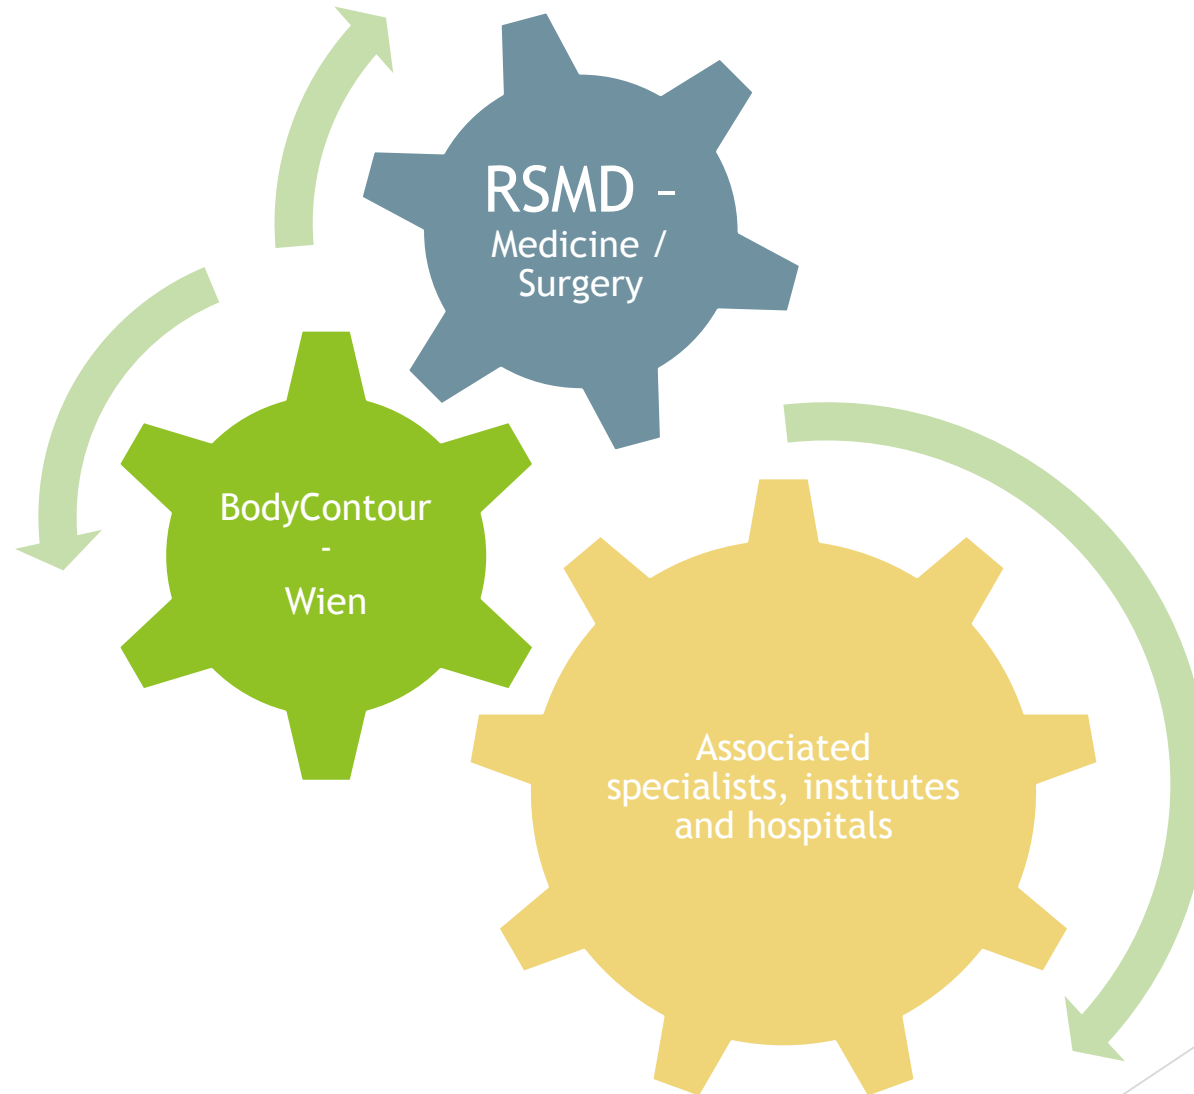 RSMD –
Medicine /
Surgery
BodyContour
-
Wien
Associated
specialists, institutes
and hospitals